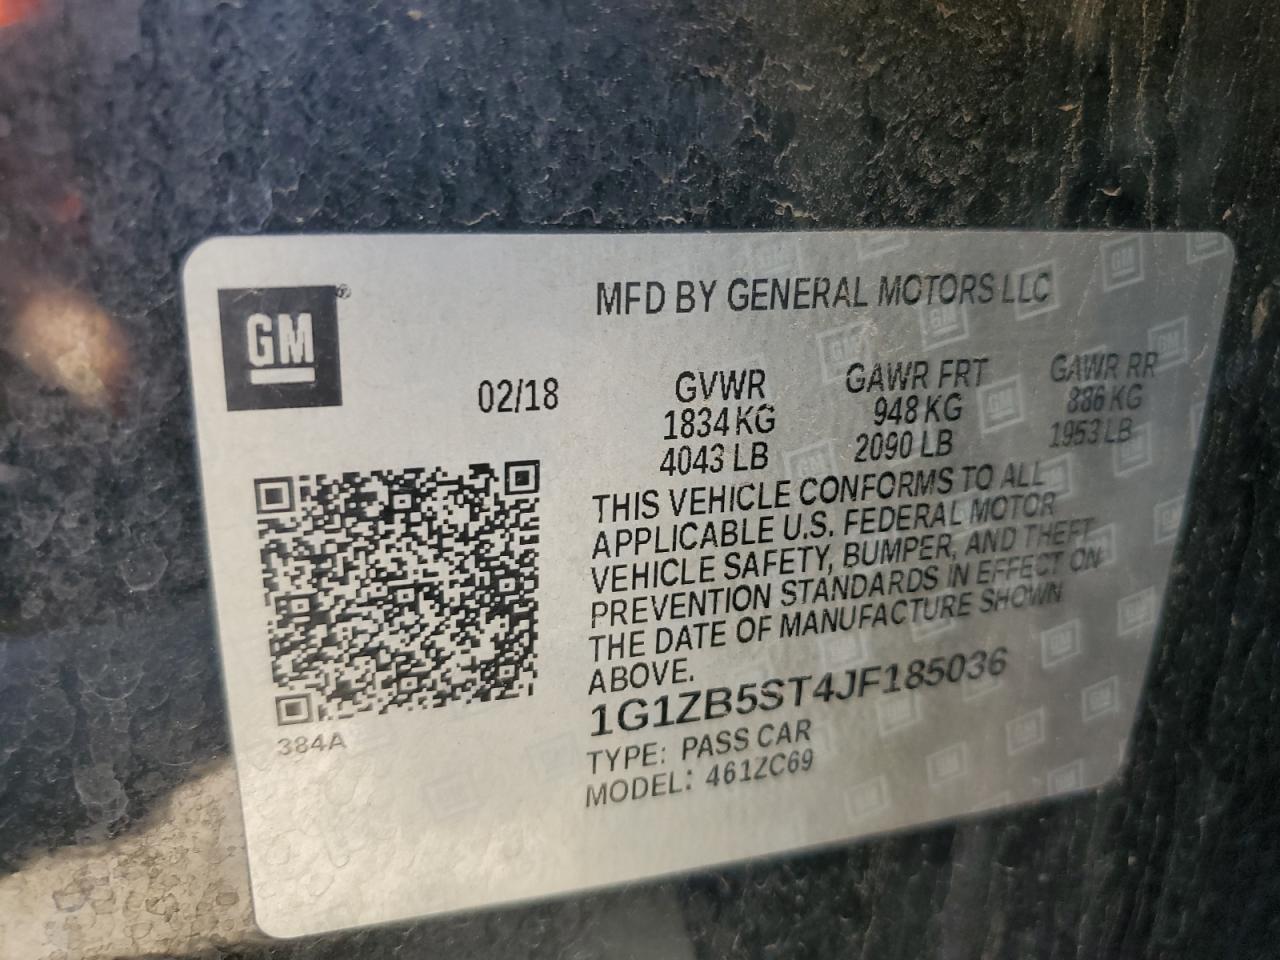 GM®
MFD BY GENERAL MOTORS LLC
02/18 GVWR GAWR FRT GAWR RR
1834 KG 948 KG 886 KG
4043 LB 2090 LB 1953 LB
THIS VEHICLE CONFORMS TO ALL
APPLICABLE U.S. FEDERAL MOTOR
VEHICLE SAFETY, BUMPER, AND THEFT
PREVENTION STANDARDS IN EFFECT ON
THE DATE OF MANUFACTURE SHOWN
ABOVE.
1G1ZB5ST4JF185036
TYPE: PASS CAR
MODEL: 461ZC69
384A